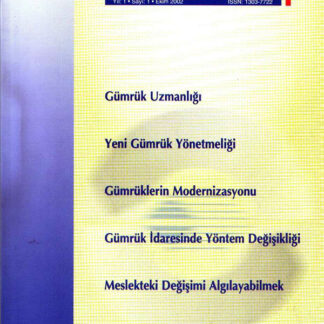 Yıl: 1 • Sayı: 1 • Ekim 2002 ISSN: 1303-7722
Gümrük Uzmanlığı
Yeni Gümrük Yönetmeliği
Gümrüklerin Modernizasyonu
Gümrük İdaresinde Yöntem Değişikliği
Meslekteki Değişimi Algılayabilmek